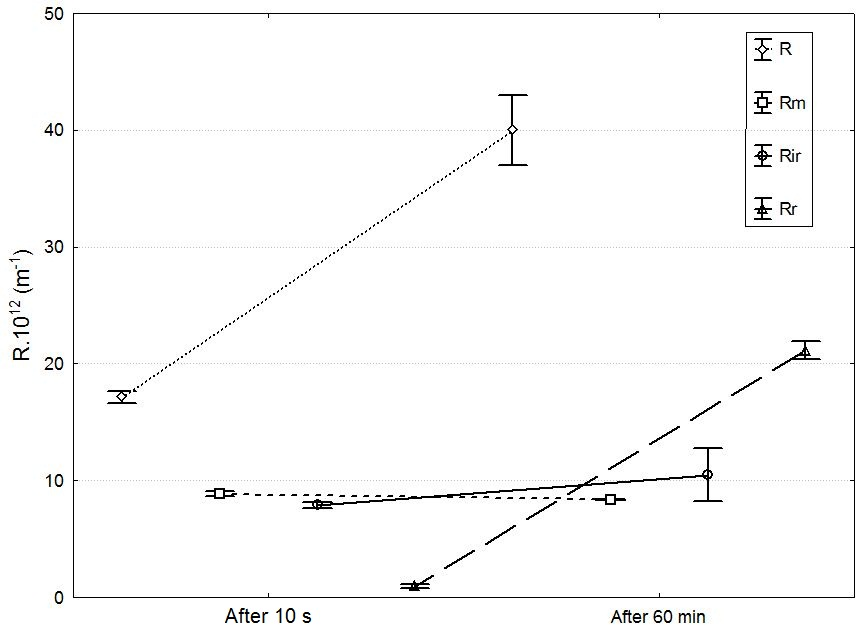 50
40
30
20
10
0
R.10¹² (m⁻¹)
After 10 s
After 60 min
R
Rm
Rir
Rr